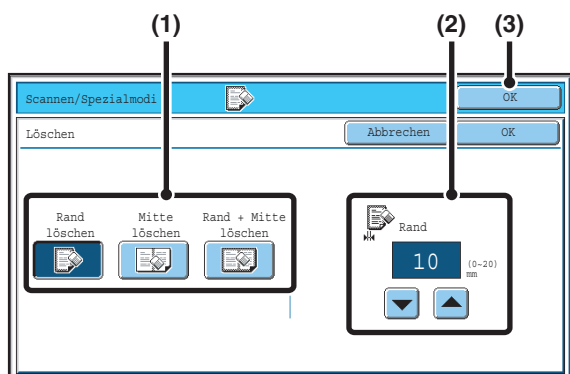 (1) (2) (3)
Scannen/Spezialmodi OK
Löschen Abbrechen OK
Rand löschen
Mitte löschen
Rand + Mitte löschen
Rand
10 (0~20) mm